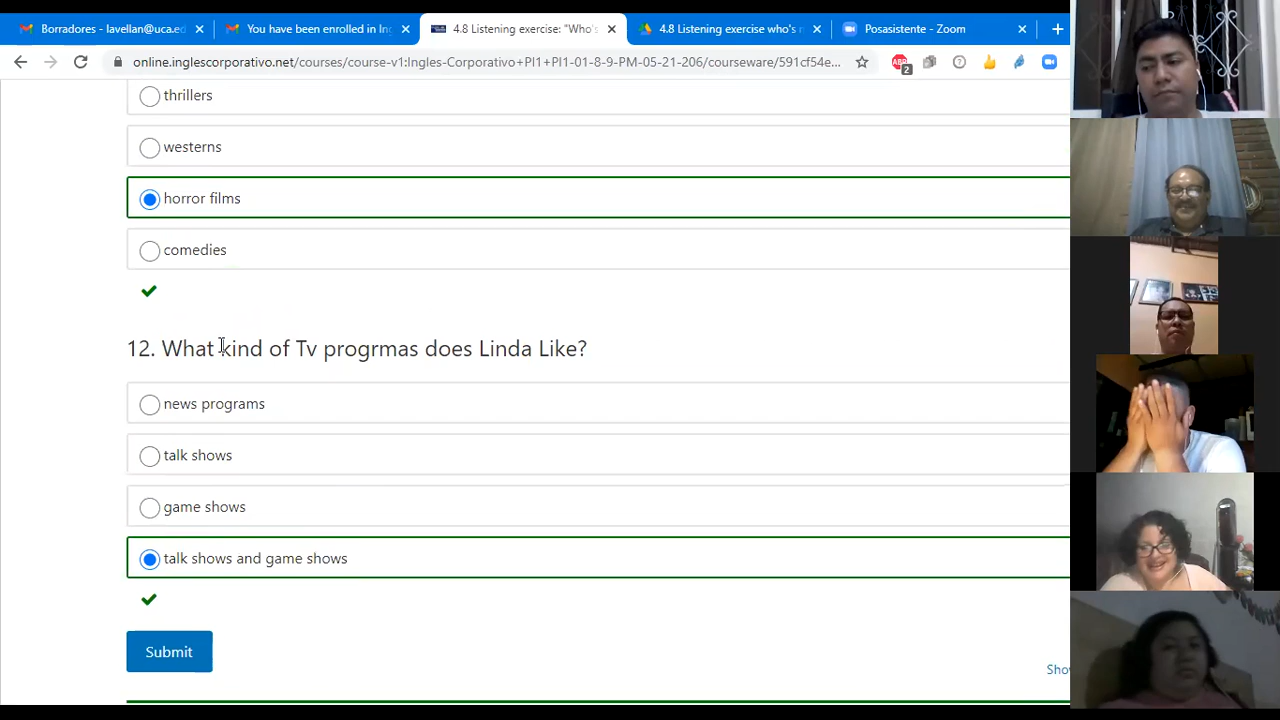 Borradores - lavellan@uca.ed
You have been enrolled in Ing
4.8 Listening exercise: "Who's
4.8 Listening exercise who's n
Posasistente - Zoom
online.inglescorporativo.net/courses/course-v1:Ingles-Corporativo+PI1+PI1-01-8-9-PM-05-21-206/courseware/591cf54e...
ABP
2
thrillers
westerns
horror films
comedies
12. What kind of Tv progrmas does Linda Like?
news programs
talk shows
game shows
talk shows and game shows
Submit
Sho